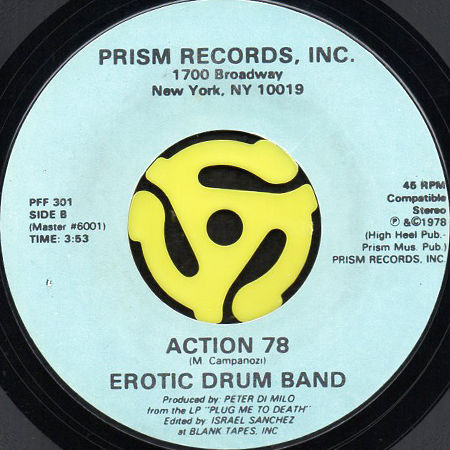 PRISM RECORDS, INC.
1700 Broadway
New York, NY 10019
PFF 301
SIDE B
(Master #6001)
TIME: 3:53
45 RPM
Compatible
Stereo
℗ &©1978
(High Heel Pub.-
Prism Mus. Pub.)
PRISM RECORDS, INC.
ACTION 78
(M. Campanozi)
EROTIC DRUM BAND
Produced by: PETER DI MILO
from the LP "PLUG ME TO DEATH"
Edited by: ISRAEL SANCHEZ
at BLANK TAPES, INC